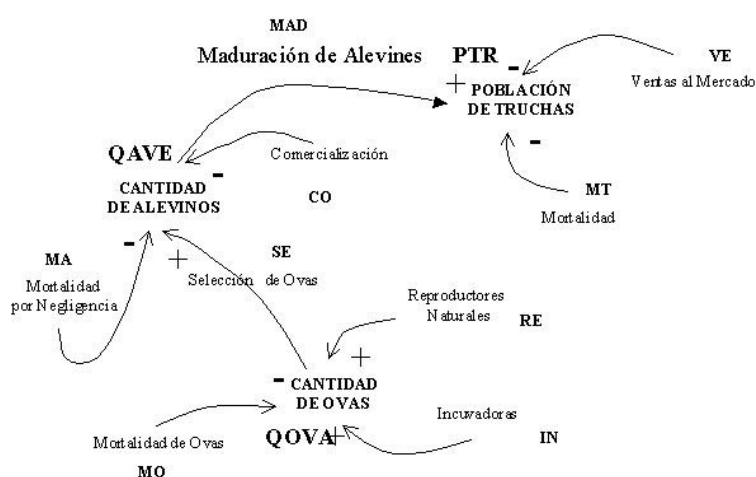 MAD
Maduración de Alevines
PTR
-
VE
+
POBLACIÓN
DE TRUCHAS
Ventas al Mercado
-
QAVE
Comercialización
CANTIDAD
DE ALEVINOS
-
CO
MT
Mortalidad
-
SE
MA
+
Mortalidad
por Negligencia
Selección de Ovas
Reproductores
Naturales
RE
+
-
CANTIDAD
DE OVAS
Incuvadoras
Mortalidad de Ovas
QOVA
+
IN
MO